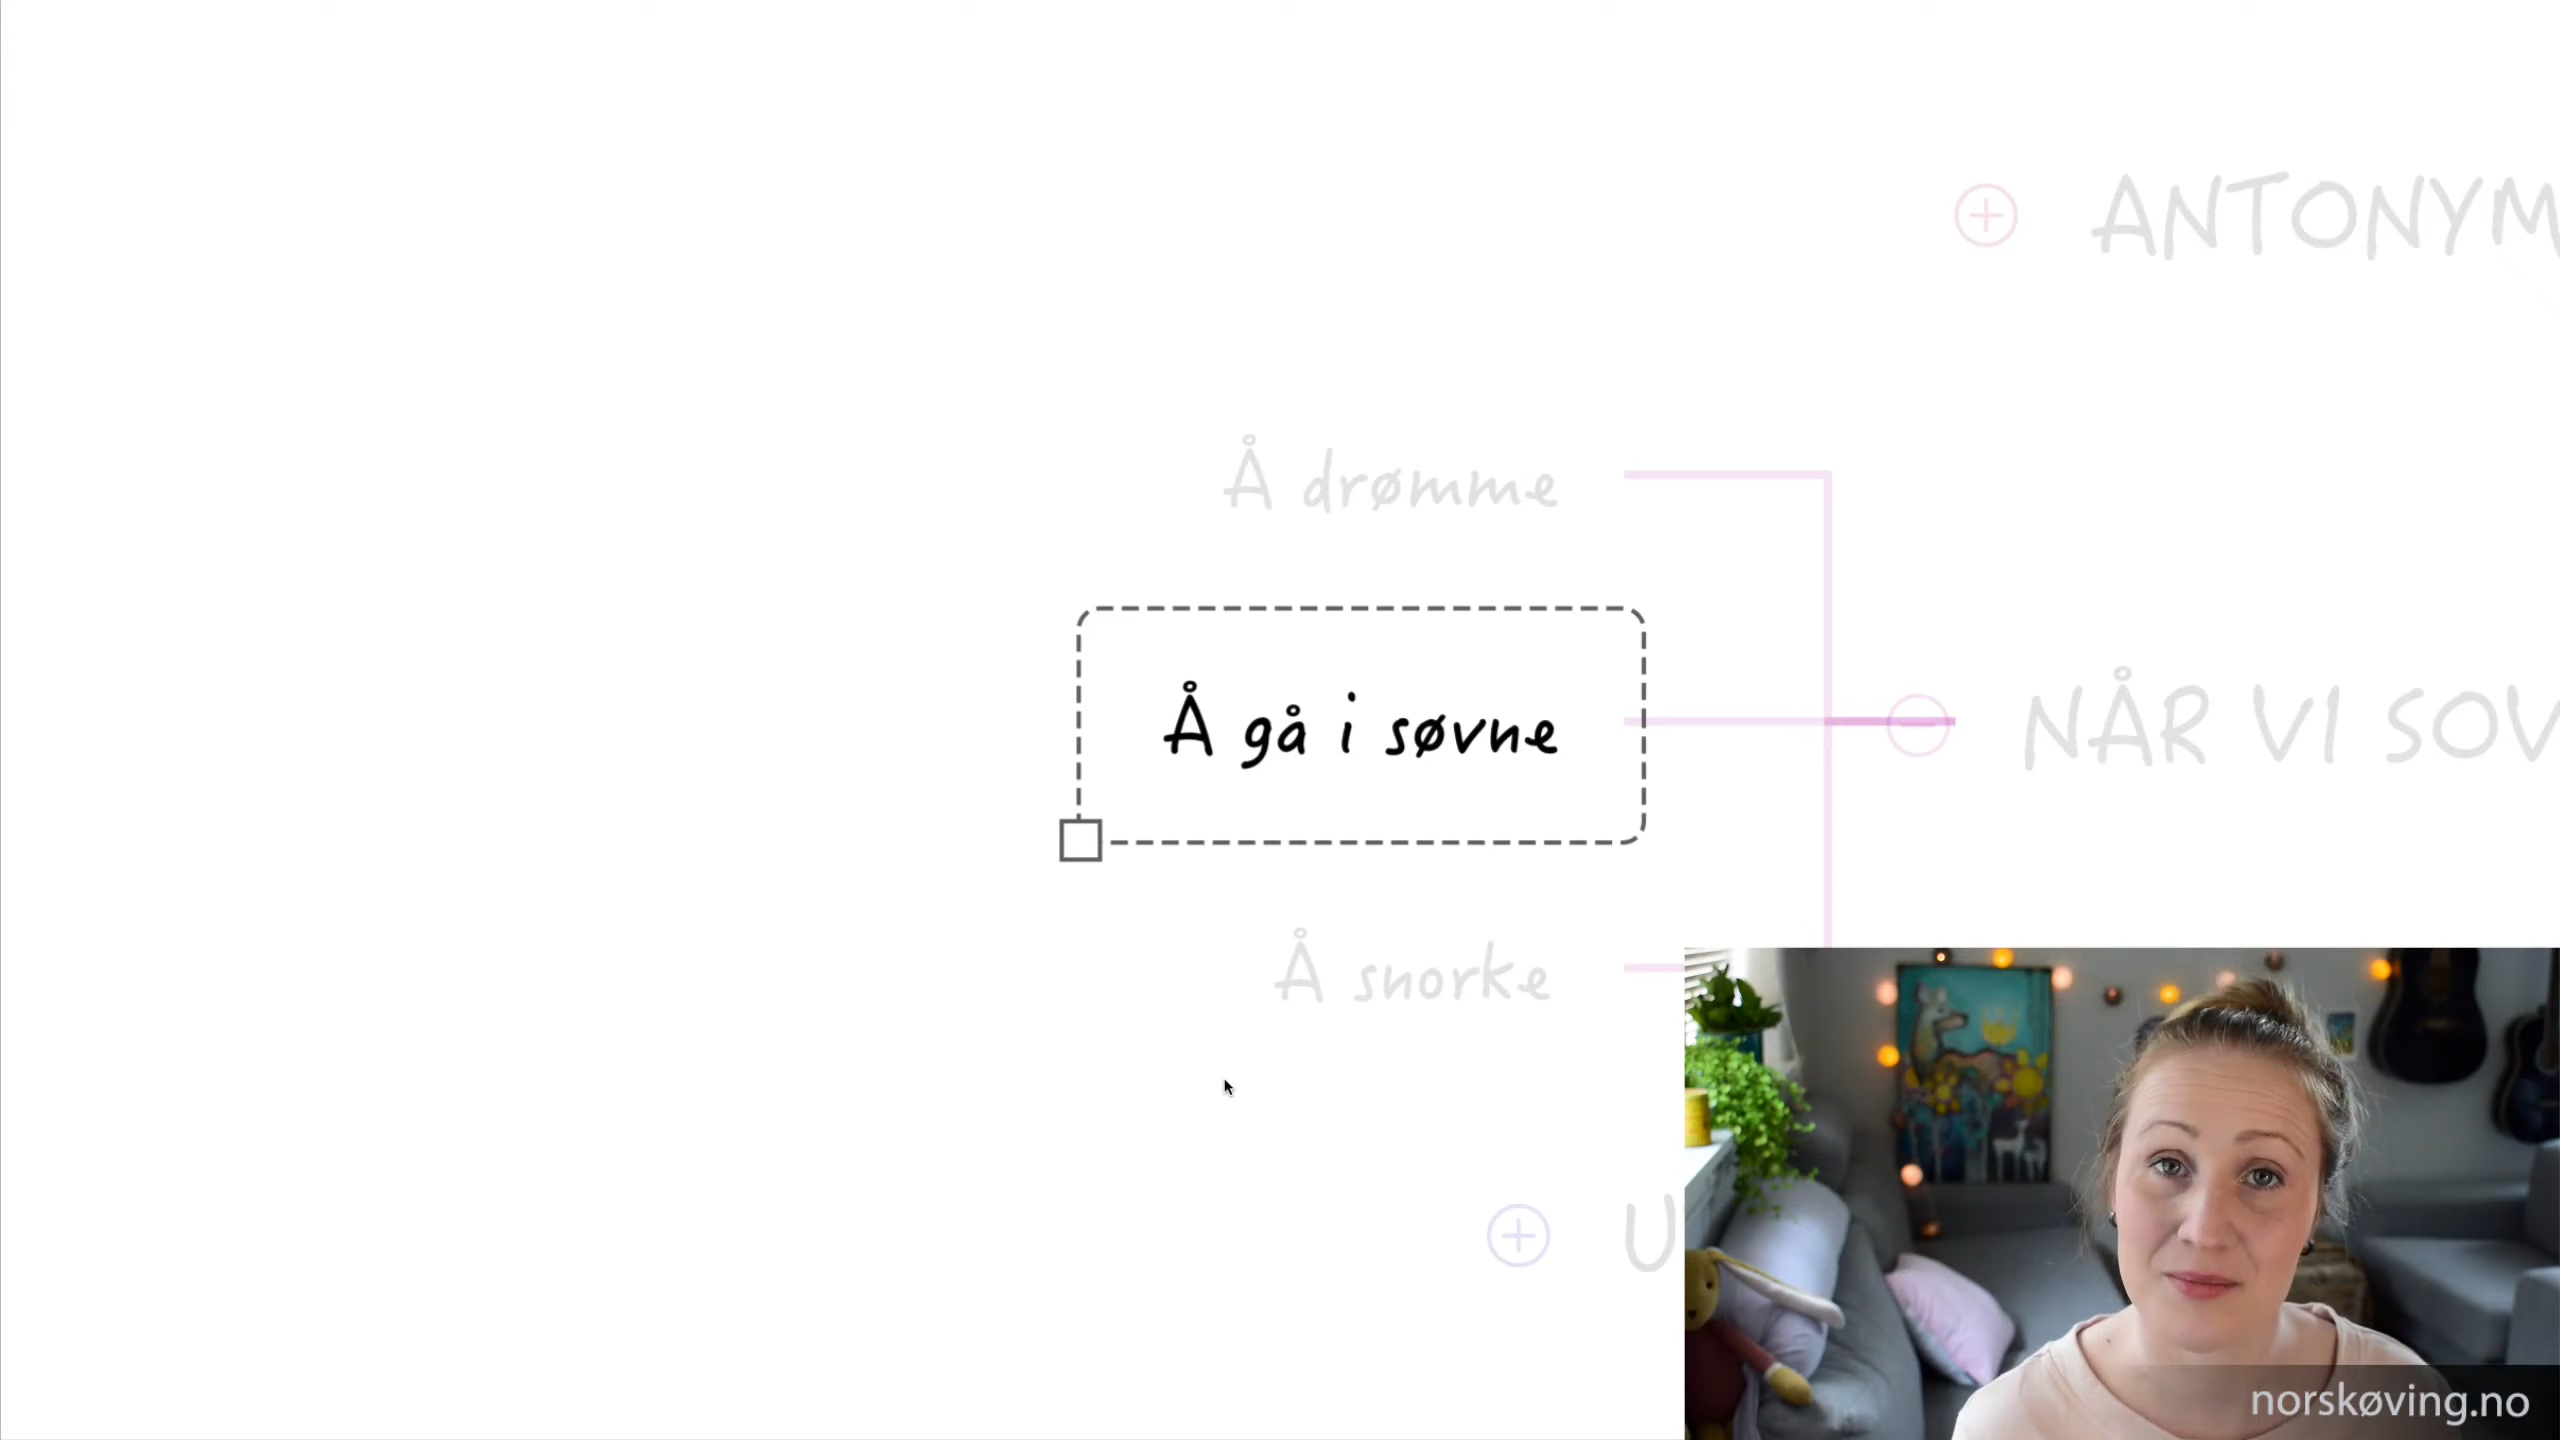 ANTONYM
Å drømme
Å gå i søvne
NÅR VI SOV
Å snorke
U
norskøving.no